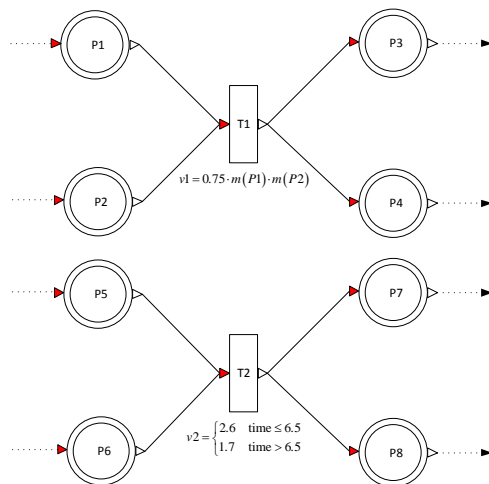 P1
P3
T1
v1 = 0.75 · m(P1) · m(P2)
P2
P4
P5
P7
T2
v2 = { 2.6 time ≤ 6.5
1.7 time > 6.5
P6
P8